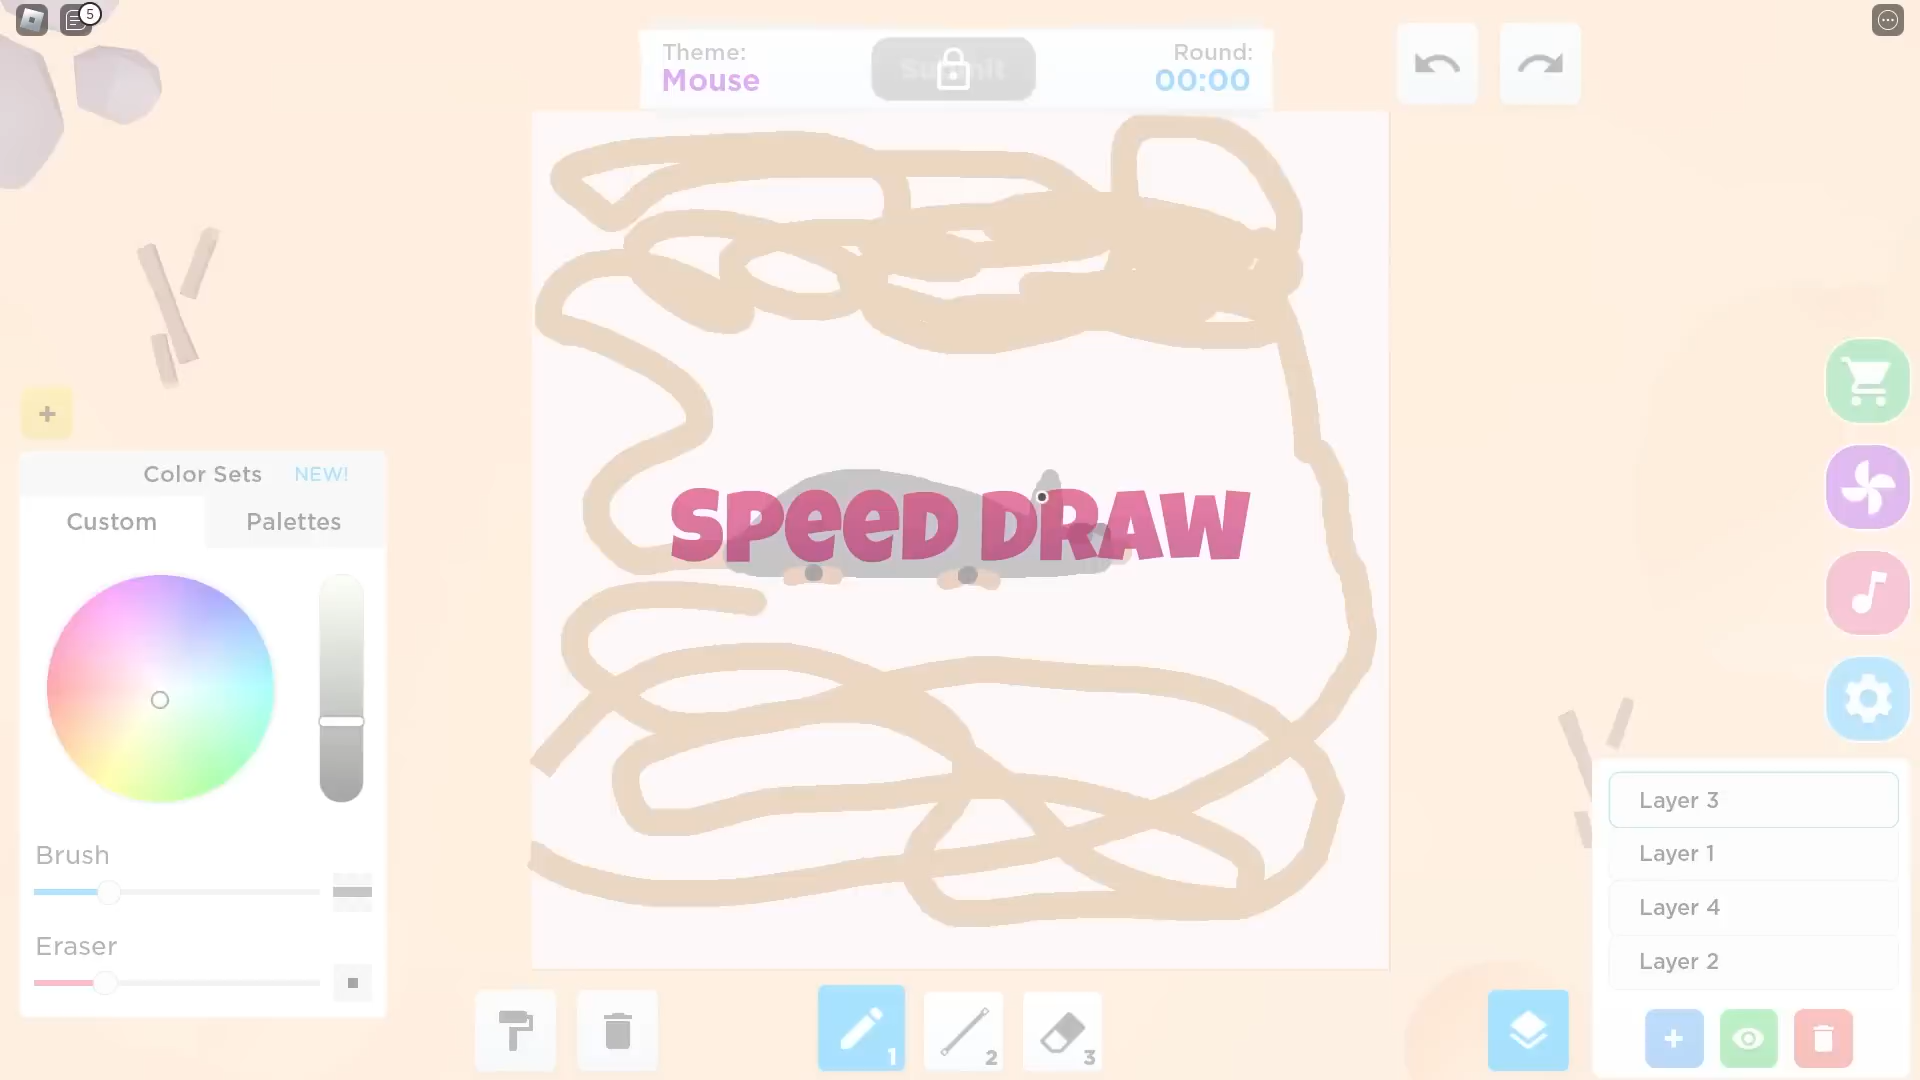 5
Theme:
Mouse
Submit
Round:
00:00
Color Sets NEW!
Custom
Palettes
SPEED DRAW
Brush
Eraser
Layer 3
Layer 1
Layer 4
Layer 2
1
2
3